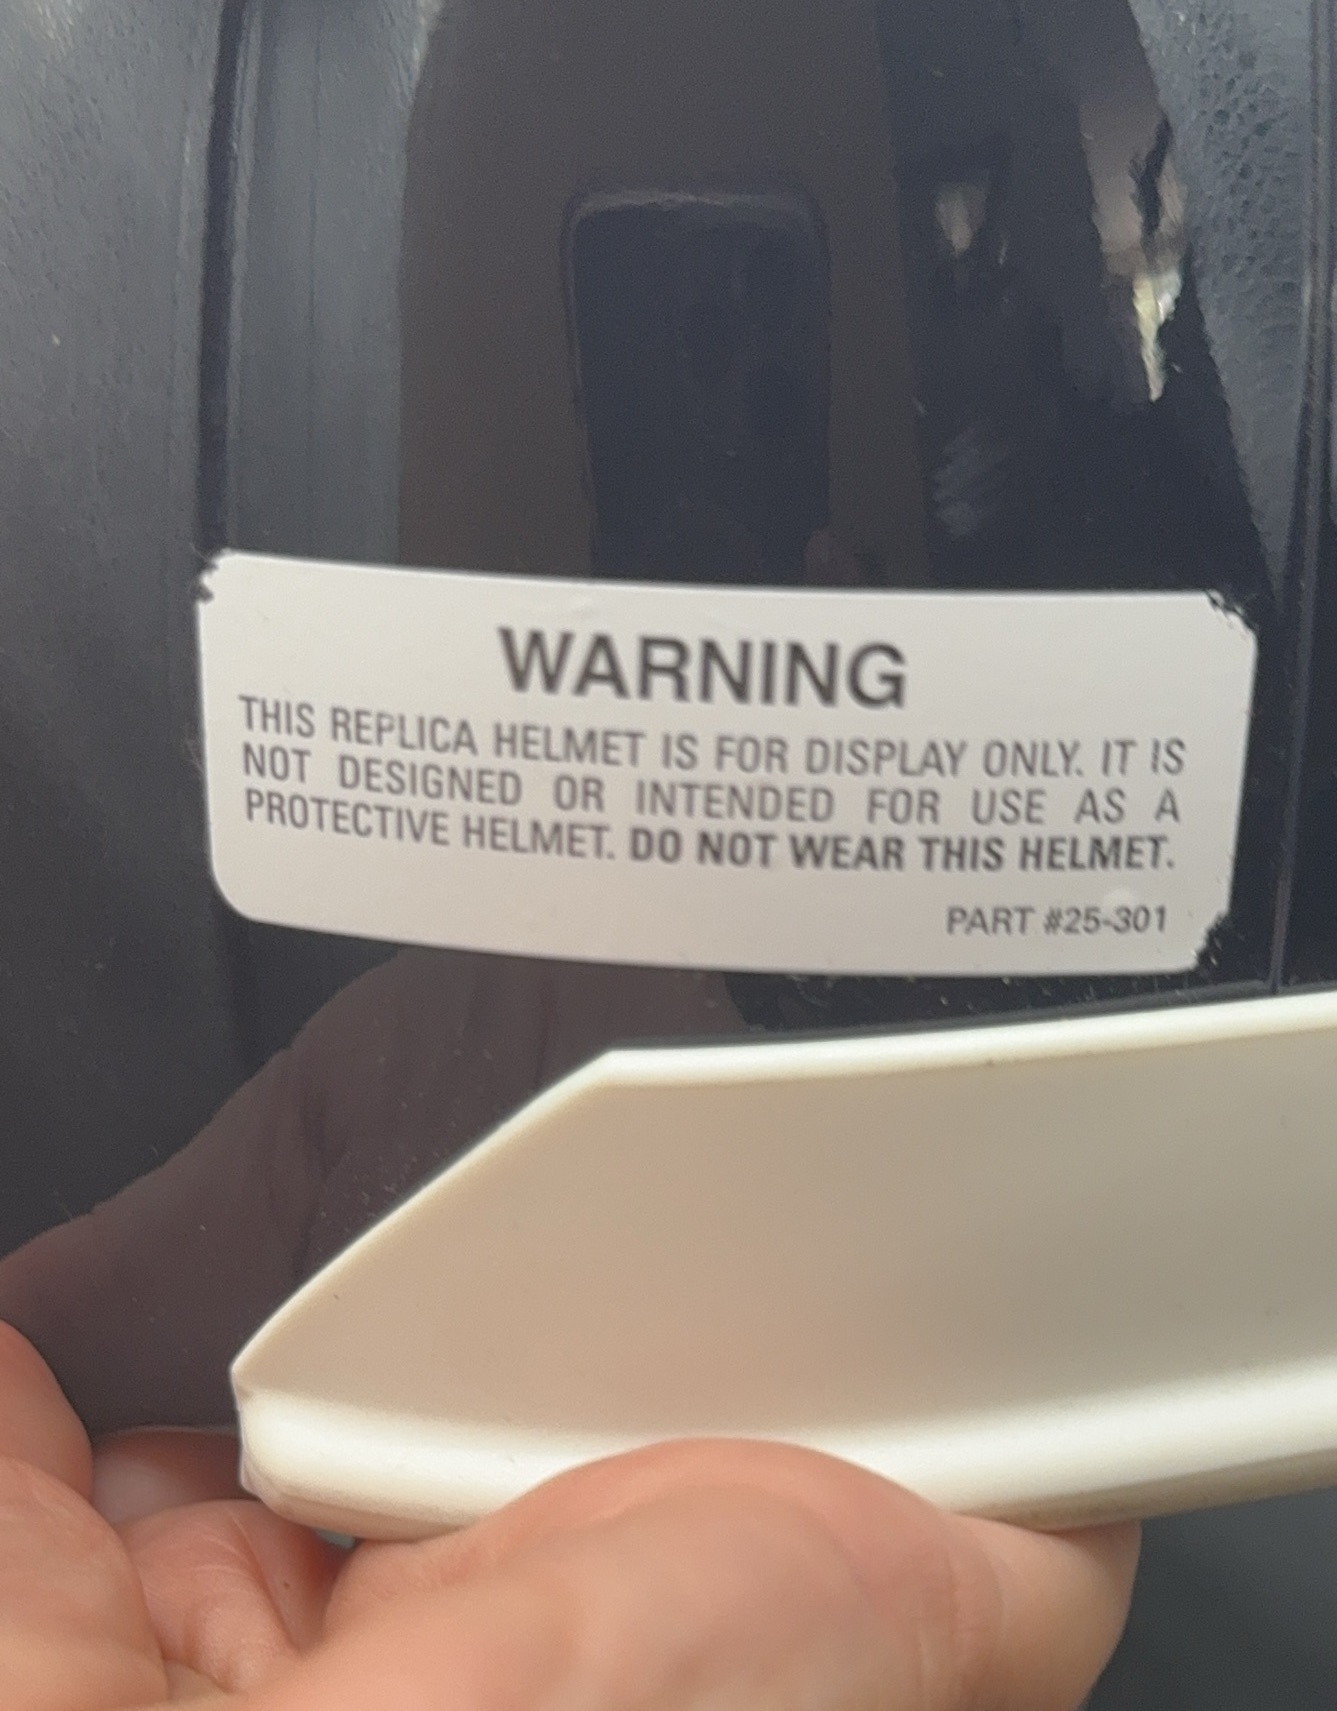 WARNING
THIS REPLICA HELMET IS FOR DISPLAY ONLY. IT IS
NOT DESIGNED OR INTENDED FOR USE AS A
PROTECTIVE HELMET. DO NOT WEAR THIS HELMET.
PART #25-301